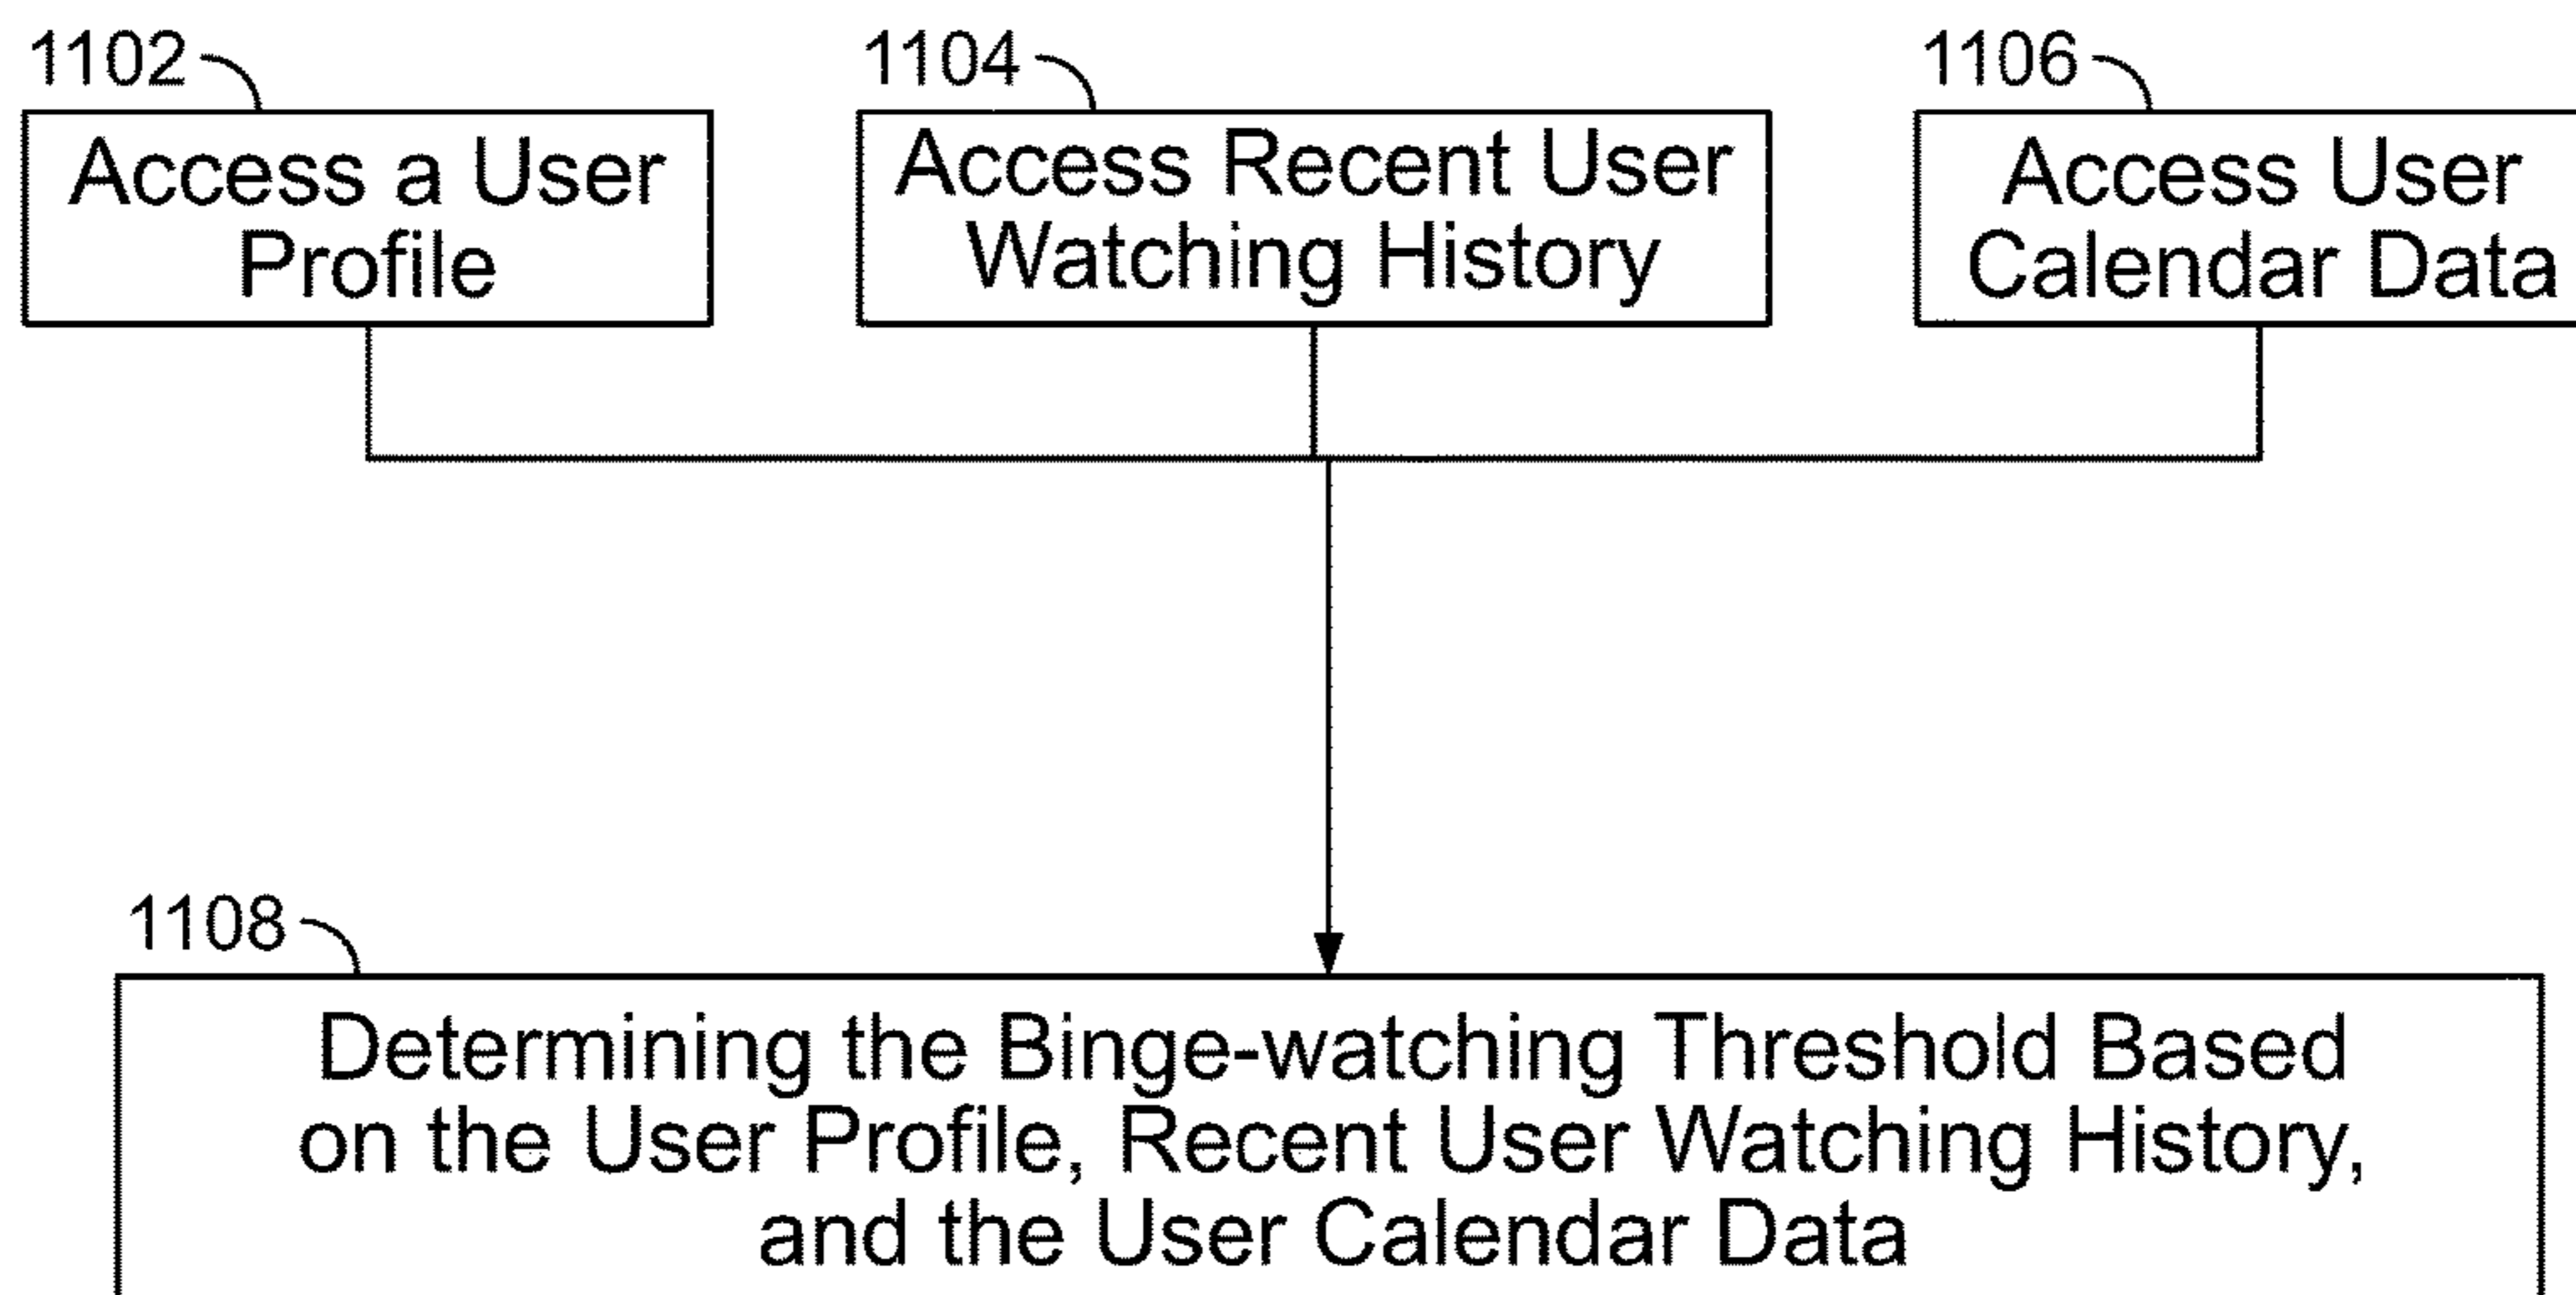 1102
Access a User
Profile
1104
Access Recent User
Watching History
1106
Access User
Calendar Data
1108
Determining the Binge-watching Threshold Based
on the User Profile, Recent User Watching History,
and the User Calendar Data